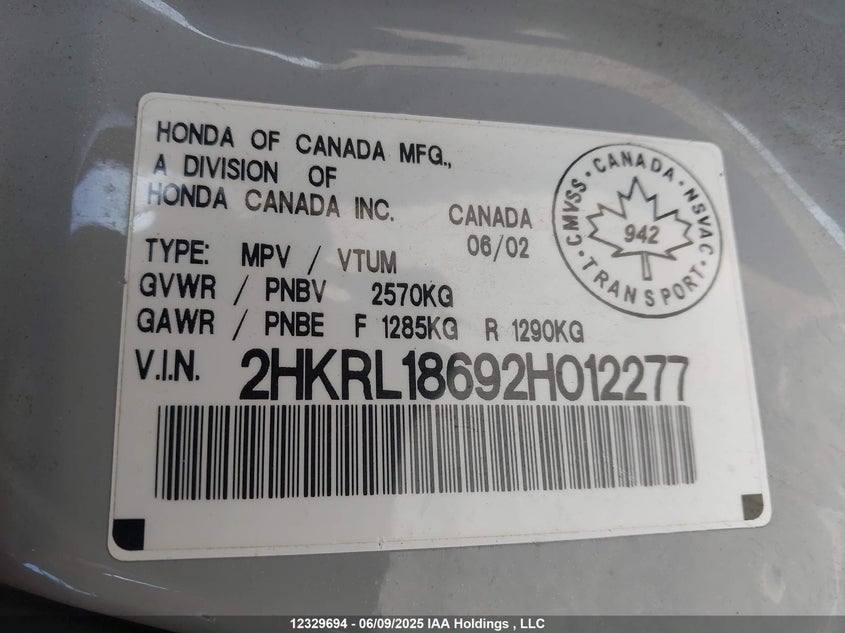 HONDA OF CANADA MFG.,
A DIVISION OF
HONDA CANADA INC. CANADA
06/02
TYPE: MPV / VTUM
GVWR / PNBV 2570KG
GAWR / PNBE F 1285KG R 1290KG
V.I.N. 2HKRL18692H012277
CMVSS · CANADA · NSVAC
942
· TRANSPORT ·
12329694 - 06/09/2025 IAA Holdings , LLC